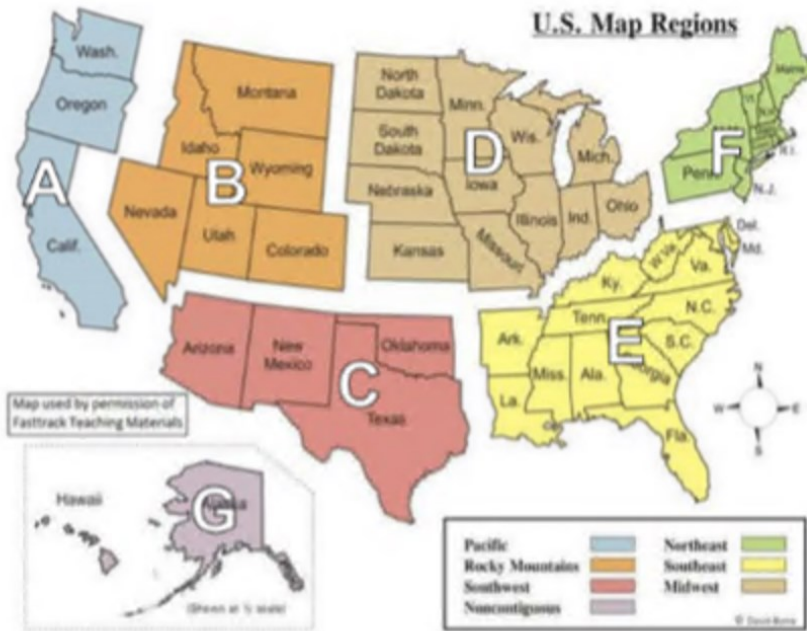 U.S. Map Regions
Wash.
Oregon
A
Calif.
Montana
Idaho
B
Wyoming
Nevada
Utah
Colorado
North
Dakota
Minn.
South
Dakota
D
Wis.
Mich.
Nebraska
Iowa
Illinois
Ind.
Ohio
Kansas
Missouri
Maine
F
Penn
R.I.
N.J.
Del.
Md.
W.Va.
Va.
Ky.
N.C.
Tenn.
E
S.C.
Ark.
Miss.
Ala.
La.
Fla.
Arizona
New
Mexico
C
Oklahoma
Texas
Map used by permission of
Fasttrack Teaching Materials
N
W
E
S
Hawaii
G
(Shown at ½ scale)
Pacific
Rocky Mountains
Southwest
Noncontiguous
Northeast
Southeast
Midwest